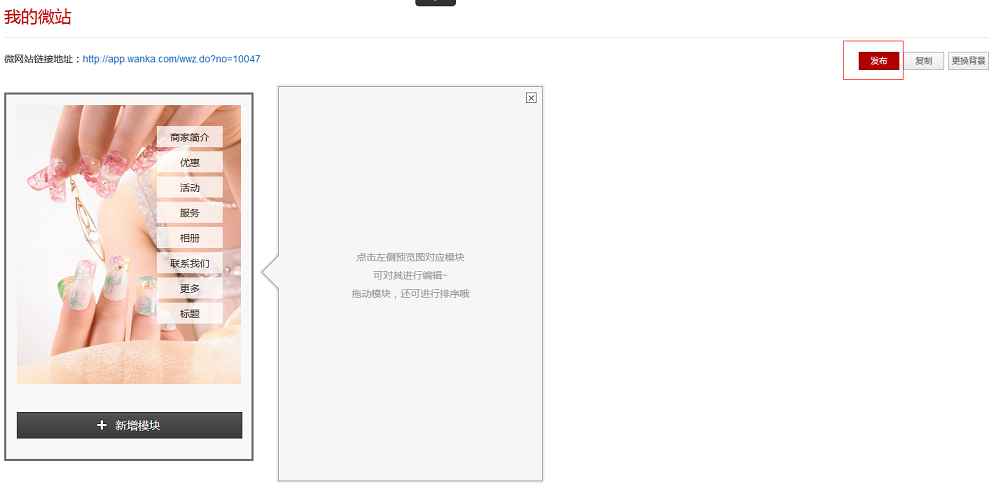 我的微站
微网站链接地址：http://app.wanka.com/wwz.do?no=10047
发布
复制
更换背景
商家简介
优惠
活动
服务
相册
联系我们
更多
标题
+ 新增模块
点击左侧预览图对应模块
可对其进行编辑~
拖动模块，还可进行排序哦